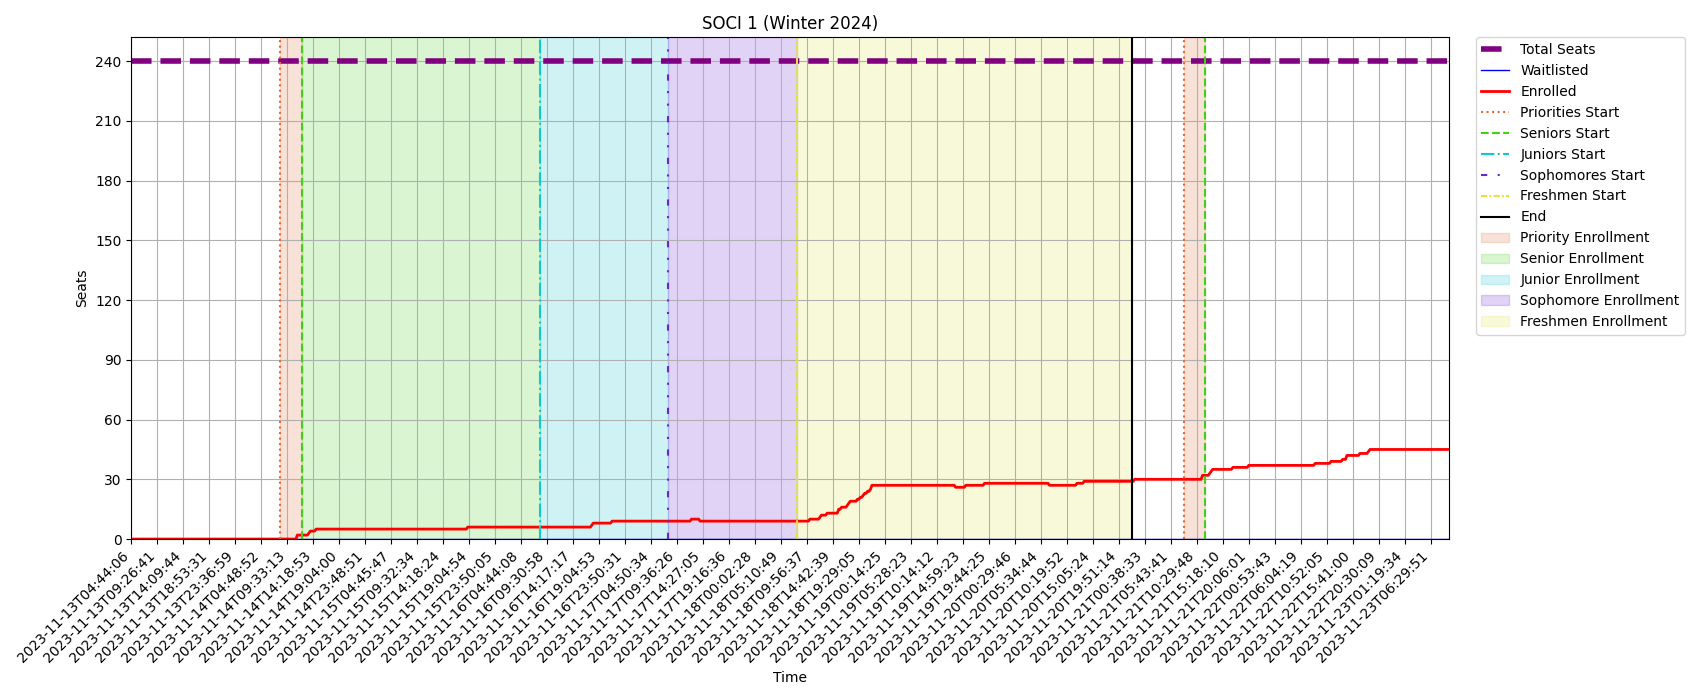 SOCI 1 (Winter 2024)
Seats
240
210
180
150
120
90
60
30
0
2023-11-13T04:44:06
2023-11-13T09:26:41
2023-11-13T14:09:44
2023-11-13T18:53:31
2023-11-13T23:36:59
2023-11-14T04:48:52
2023-11-14T09:33:13
2023-11-14T14:18:53
2023-11-14T19:04:00
2023-11-14T23:48:51
2023-11-15T04:45:47
2023-11-15T09:32:34
2023-11-15T14:18:24
2023-11-15T19:04:54
2023-11-15T23:50:05
2023-11-16T04:44:08
2023-11-16T09:30:58
2023-11-16T14:17:17
2023-11-16T19:04:53
2023-11-16T23:50:31
2023-11-17T04:50:34
2023-11-17T09:36:26
2023-11-17T14:27:05
2023-11-17T19:16:36
2023-11-18T00:02:28
2023-11-18T05:10:49
2023-11-18T09:56:37
2023-11-18T14:42:39
2023-11-18T19:29:05
2023-11-19T00:14:25
2023-11-19T05:28:23
2023-11-19T10:14:12
2023-11-19T14:59:23
2023-11-19T19:44:25
2023-11-20T00:29:46
2023-11-20T05:34:44
2023-11-20T10:19:52
2023-11-20T15:05:24
2023-11-20T19:51:14
2023-11-21T00:38:33
2023-11-21T05:43:41
2023-11-21T10:29:48
2023-11-21T15:18:10
2023-11-21T20:06:01
2023-11-22T00:53:43
2023-11-22T06:04:19
2023-11-22T10:52:05
2023-11-22T15:41:00
2023-11-22T20:30:09
2023-11-23T01:19:34
2023-11-23T06:29:51
Time
Total Seats
Waitlisted
Enrolled
Priorities Start
Seniors Start
Juniors Start
Sophomores Start
Freshmen Start
End
Priority Enrollment
Senior Enrollment
Junior Enrollment
Sophomore Enrollment
Freshmen Enrollment